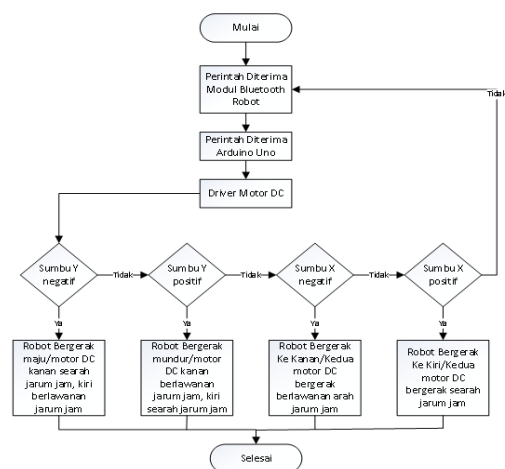 Mulai
Perintah Diterima
Modul Bluetooth
Robot
Tidak
Perintah Diterima
Arduino Uno
Driver Motor DC
Sumbu Y
negatif
Tidak
Sumbu Y
positif
Tidak
Sumbu X
negatif
Tidak
Sumbu X
positif
Ya
Ya
Ya
Ya
Robot Bergerak
maju/motor DC
kanan searah
jarum jam, kiri
berlawanan
jarum jam
Robot Bergerak
mundur/motor
DC kanan
berlawanan
jarum jam, kiri
searah jarum jam
Robot Bergerak
Ke Kanan/Kedua
motor DC
bergerak
berlawanan arah
jarum jam
Robot Bergerak
Ke Kiri/Kedua
motor DC
bergerak searah
jarum jam
Selesai